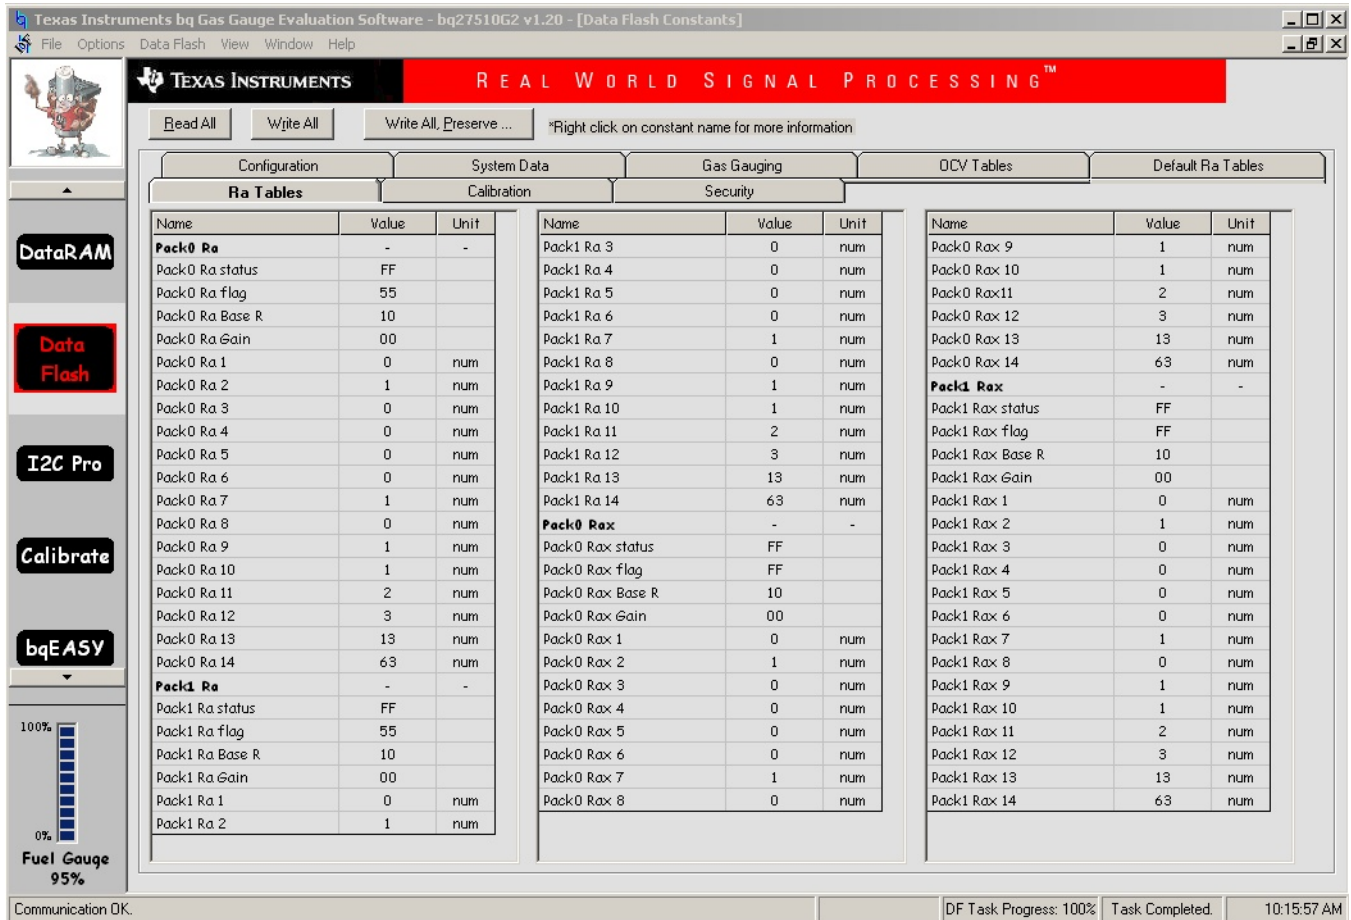 Texas Instruments bq Gas Gauge Evaluation Software - bq27510G2 v1.20 - [Data Flash Constants]
File Options Data Flash View Window Help
TEXAS INSTRUMENTS REAL WORLD SIGNAL PROCESSING™
Read All Write All Write All, Preserve ... *Right click on constant name for more information
Configuration System Data Gas Gauging OCV Tables Default Ra Tables
Ra Tables Calibration Security
DataRAM
Data
Flash
I2C Pro
Calibrate
bqEASY
100%
0%
Fuel Gauge
95%
Name Value Unit
Pack0 Ra - -
Pack0 Ra status FF
Pack0 Ra flag 55
Pack0 Ra Base R 10
Pack0 Ra Gain 00
Pack0 Ra 1 0 num
Pack0 Ra 2 1 num
Pack0 Ra 3 0 num
Pack0 Ra 4 0 num
Pack0 Ra 5 0 num
Pack0 Ra 6 0 num
Pack0 Ra 7 1 num
Pack0 Ra 8 0 num
Pack0 Ra 9 1 num
Pack0 Ra 10 1 num
Pack0 Ra 11 2 num
Pack0 Ra 12 3 num
Pack0 Ra 13 13 num
Pack0 Ra 14 63 num
Pack1 Ra - -
Pack1 Ra status FF
Pack1 Ra flag 55
Pack1 Ra Base R 10
Pack1 Ra Gain 00
Pack1 Ra 1 0 num
Pack1 Ra 2 1 num
Name Value Unit
Pack1 Ra 3 0 num
Pack1 Ra 4 0 num
Pack1 Ra 5 0 num
Pack1 Ra 6 0 num
Pack1 Ra 7 1 num
Pack1 Ra 8 0 num
Pack1 Ra 9 1 num
Pack1 Ra 10 1 num
Pack1 Ra 11 2 num
Pack1 Ra 12 3 num
Pack1 Ra 13 13 num
Pack1 Ra 14 63 num
Pack0 Rax - -
Pack0 Rax status FF
Pack0 Rax flag FF
Pack0 Rax Base R 10
Pack0 Rax Gain 00
Pack0 Rax 1 0 num
Pack0 Rax 2 1 num
Pack0 Rax 3 0 num
Pack0 Rax 4 0 num
Pack0 Rax 5 0 num
Pack0 Rax 6 0 num
Pack0 Rax 7 1 num
Pack0 Rax 8 0 num
Name Value Unit
Pack0 Rax 9 1 num
Pack0 Rax 10 1 num
Pack0 Rax11 2 num
Pack0 Rax 12 3 num
Pack0 Rax 13 13 num
Pack0 Rax 14 63 num
Pack1 Rax - -
Pack1 Rax status FF
Pack1 Rax flag FF
Pack1 Rax Base R 10
Pack1 Rax Gain 00
Pack1 Rax 1 0 num
Pack1 Rax 2 1 num
Pack1 Rax 3 0 num
Pack1 Rax 4 0 num
Pack1 Rax 5 0 num
Pack1 Rax 6 0 num
Pack1 Rax 7 1 num
Pack1 Rax 8 0 num
Pack1 Rax 9 1 num
Pack1 Rax 10 1 num
Pack1 Rax 11 2 num
Pack1 Rax 12 3 num
Pack1 Rax 13 13 num
Pack1 Rax 14 63 num
Communication OK. DF Task Progress: 100% Task Completed. 10:15:57 AM